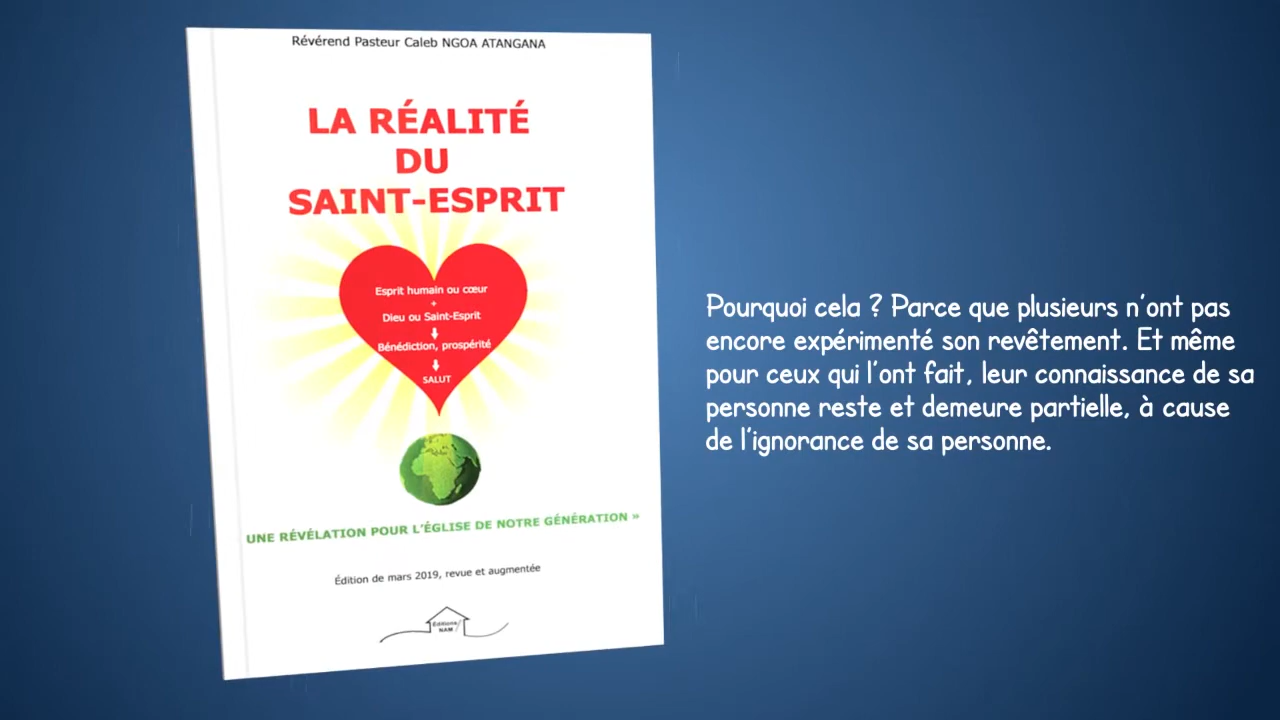 Révérend Pasteur Caleb NGOA ATANGANA
LA RÉALITÉ
DU
SAINT-ESPRIT
Esprit humain ou cœur
+
Dieu ou Saint-Esprit
Bénédiction, prospérité
SALUT
UNE RÉVÉLATION POUR L'ÉGLISE DE NOTRE GÉNÉRATION »
Édition de mars 2019, revue et augmentée
Editions
NAM
Pourquoi cela ? Parce que plusieurs n'ont pas
encore expérimenté son revêtement. Et même
pour ceux qui l'ont fait, leur connaissance de sa
personne reste et demeure partielle, à cause
de l'ignorance de sa personne.